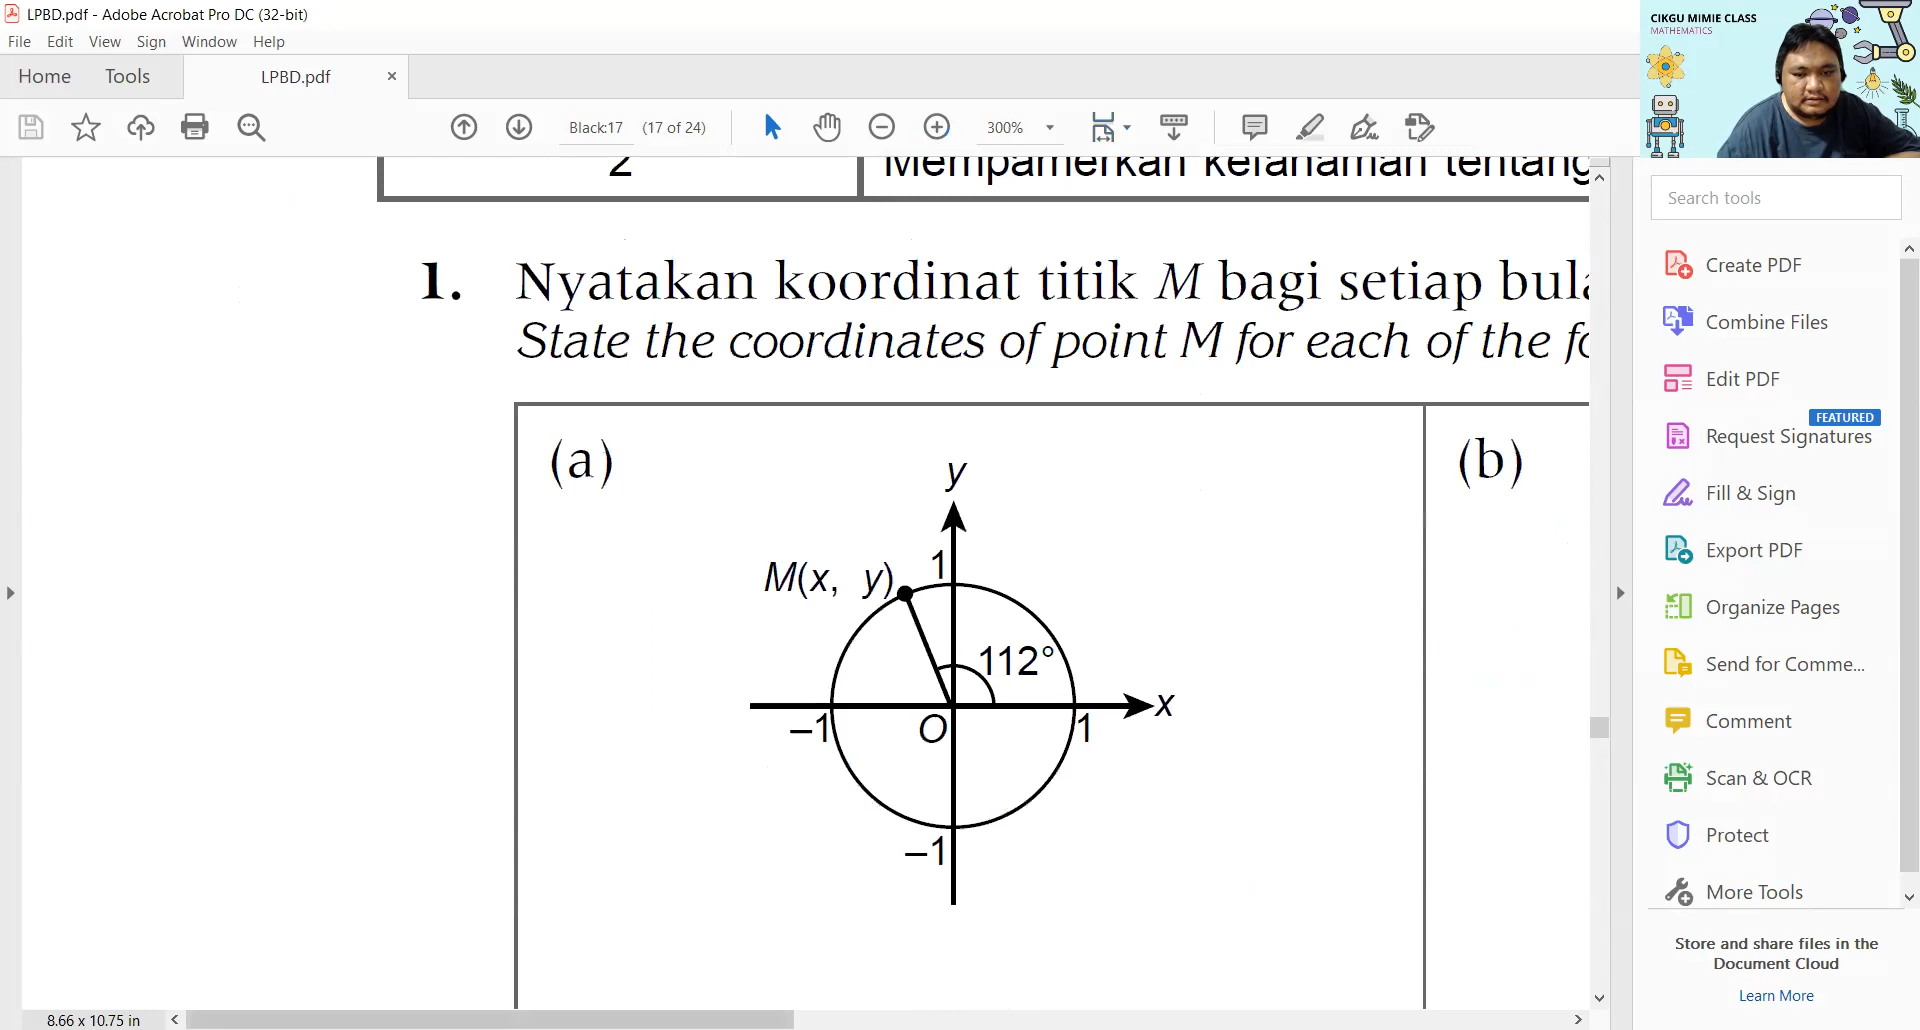 LPBD.pdf - Adobe Acrobat Pro DC (32-bit)
File Edit View Sign Window Help
Home Tools LPBD.pdf ×
Black:17 (17 of 24) 300%
CIKGU MIMIE CLASS
MATHEMATICS
2 Mempamerkan kefahaman tentang
1. Nyatakan koordinat titik M bagi setiap bula
State the coordinates of point M for each of the fo
(a)
(b)
y
1
M(x, y)
112°
x
–1
O
1
–1
Search tools
Create PDF
Combine Files
Edit PDF
FEATURED
Request Signatures
Fill & Sign
Export PDF
Organize Pages
Send for Comme...
Comment
Scan & OCR
Protect
More Tools
Store and share files in the
Document Cloud
Learn More
8.66 x 10.75 in